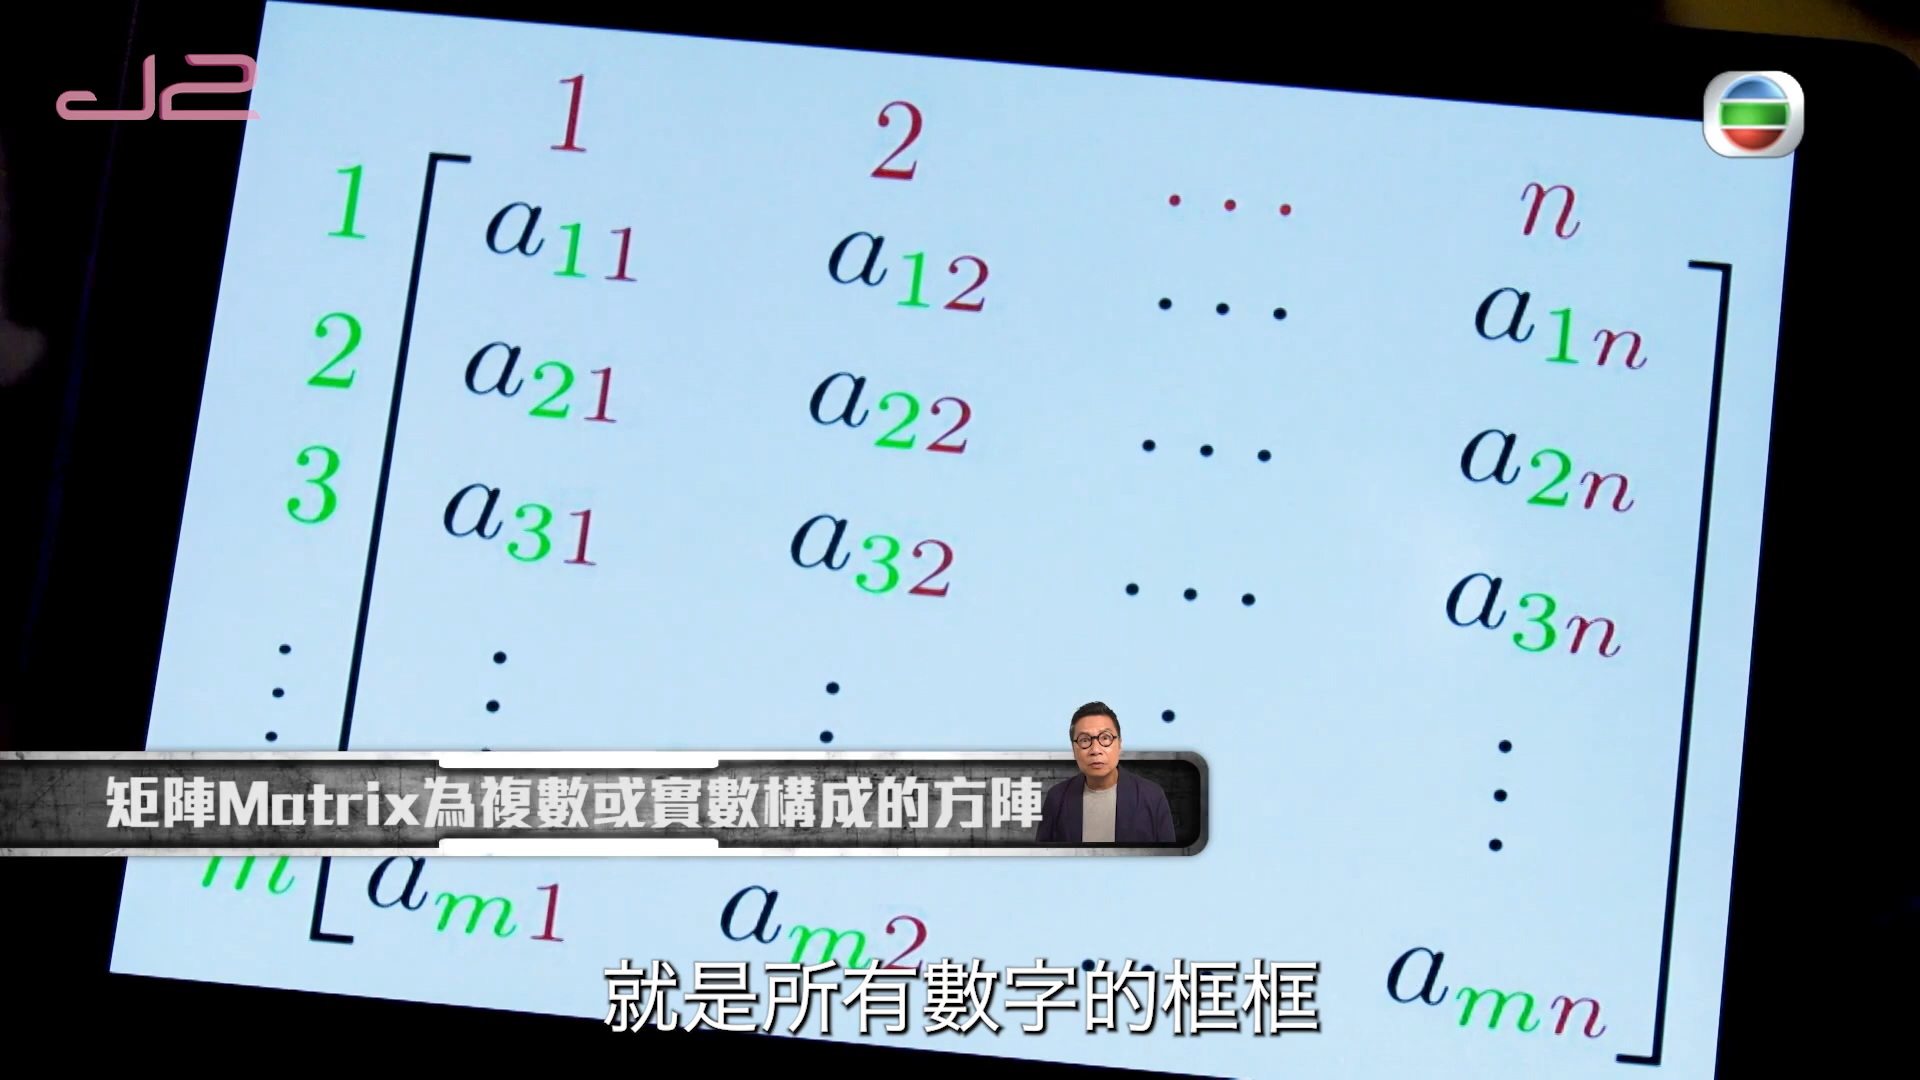 J2
1 2 ... n
1 a11 a12 ... a1n
2 a21 a22 ... a2n
3 a31 a32 ... a3n
矩陣Matrix為複數或實數構成的方陣
m am1 am2 ... amn
就是所有數字的框框